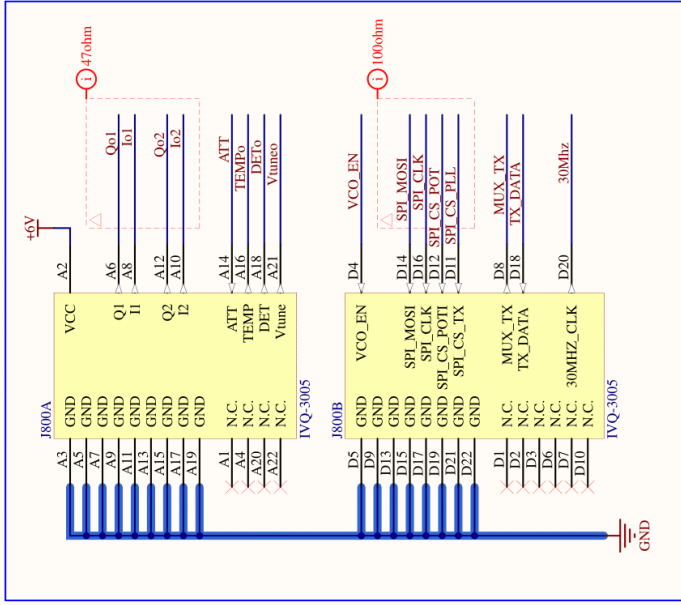 47ohm
100ohm
+6V
J800A
A3 GND VCC A2
A5 GND
A7 GND
A9 GND Q1 A6 Qo1
A11 GND I1 A8 Io1
A13 GND
A15 GND Q2 A12 Qo2
A17 GND I2 A10 Io2
A19 GND
A1 N.C. ATT A14 ATT
A4 N.C. TEMP A16 TEMPo
A20 N.C. DET A18 DETo
A22 N.C. Vtune A21 Vtuneo
IVQ-3005
J800B
D5 GND VCO_EN D4 VCO_EN
D9 GND
D13 GND
D15 GND SPI_MOSI D14 SPI_MOSI
D17 GND SPI_CLK D16 SPI_CLK
D19 GND SPI_CS_POTI D12 SPI_CS_POT
D21 GND SPI_CS_TX D11 SPI_CS_PLL
D22 GND
D1 N.C. MUX_TX D8 MUX_TX
D2 N.C. TX_DATA D18 TX_DATA
D3 N.C.
D6 N.C.
D7 N.C. 30MHZ_CLK D20 30Mhz
D10 N.C.
IVQ-3005
GND